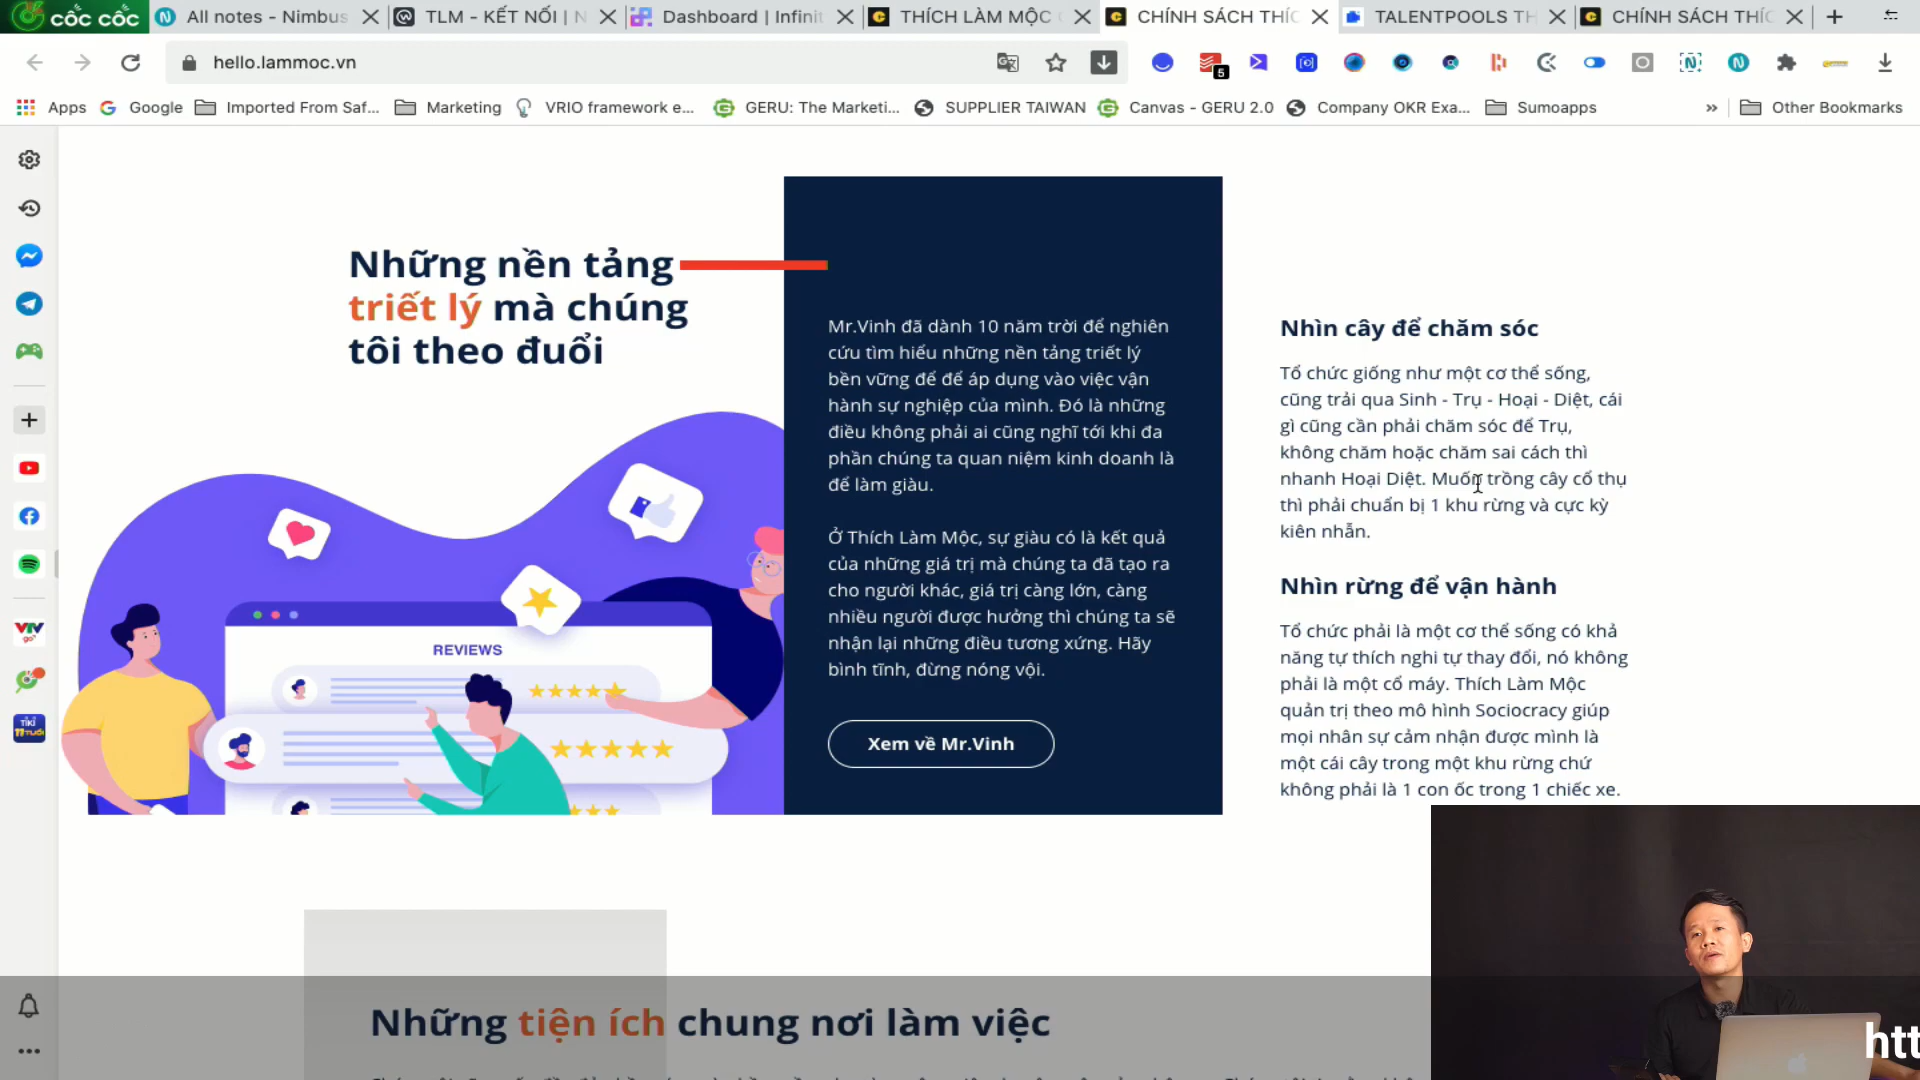 cốc cốc
All notes - Nimbus
TLM - KẾT NỐI | N
Dashboard | Infinit
THÍCH LÀM MỘC
CHÍNH SÁCH THÍC
TALENTPOOLS TH
CHÍNH SÁCH THÍC
hello.lammoc.vn
5
Apps
Google
Imported From Saf...
Marketing
VRIO framework e...
GERU: The Marketi...
SUPPLIER TAIWAN
Canvas - GERU 2.0
Company OKR Exa...
Sumoapps
»
Other Bookmarks
Những nền tảng
triết lý mà chúng
tôi theo đuổi
REVIEWS
Mr.Vinh đã dành 10 năm trời để nghiên
cứu tìm hiểu những nền tảng triết lý
bền vững để để áp dụng vào việc vận
hành sự nghiệp của mình. Đó là những
điều không phải ai cũng nghĩ tới khi đa
phần chúng ta quan niệm kinh doanh là
để làm giàu.
Ở Thích Làm Mộc, sự giàu có là kết quả
của những giá trị mà chúng ta đã tạo ra
cho người khác, giá trị càng lớn, càng
nhiều người được hưởng thì chúng ta sẽ
nhận lại những điều tương xứng. Hãy
bình tĩnh, đừng nóng vội.
Xem về Mr.Vinh
Nhìn cây để chăm sóc
Tổ chức giống như một cơ thể sống,
cũng trải qua Sinh - Trụ - Hoại - Diệt, cái
gì cũng cần phải chăm sóc để Trụ,
không chăm hoặc chăm sai cách thì
nhanh Hoại Diệt. Muốn trồng cây cổ thụ
thì phải chuẩn bị 1 khu rừng và cực kỳ
kiên nhẫn.
Nhìn rừng để vận hành
Tổ chức phải là một cơ thể sống có khả
năng tự thích nghi tự thay đổi, nó không
phải là một cổ máy. Thích Làm Mộc
quản trị theo mô hình Sociocracy giúp
mọi nhân sự cảm nhận được mình là
một cái cây trong một khu rừng chứ
không phải là 1 con ốc trong 1 chiếc xe.
VTV
go
TIKI
11 TUỔI
Những tiện ích chung nơi làm việc
htt